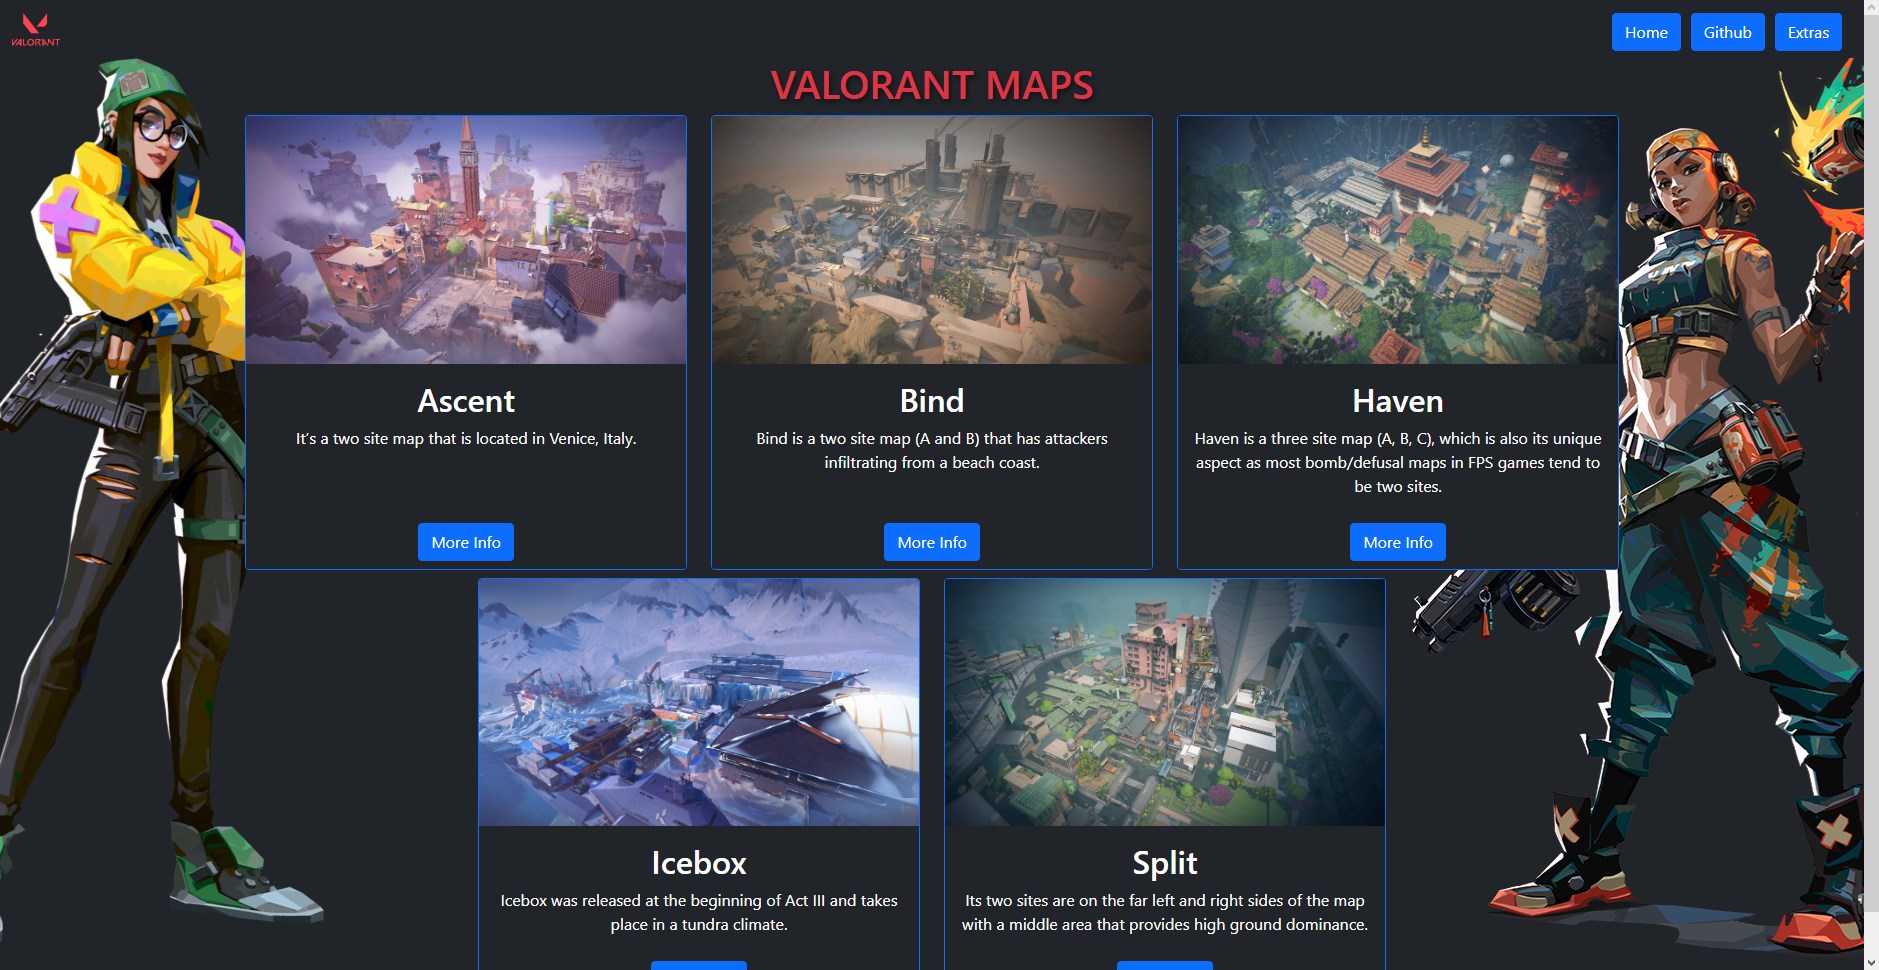 VALORANT
Home
Github
Extras
VALORANT MAPS
Ascent
It's a two site map that is located in Venice, Italy.
More Info
Bind
Bind is a two site map (A and B) that has attackers
infiltrating from a beach coast.
More Info
Haven
Haven is a three site map (A, B, C), which is also its unique
aspect as most bomb/defusal maps in FPS games tend to
be two sites.
More Info
Icebox
Icebox was released at the beginning of Act III and takes
place in a tundra climate.
Split
Its two sites are on the far left and right sides of the map
with a middle area that provides high ground dominance.